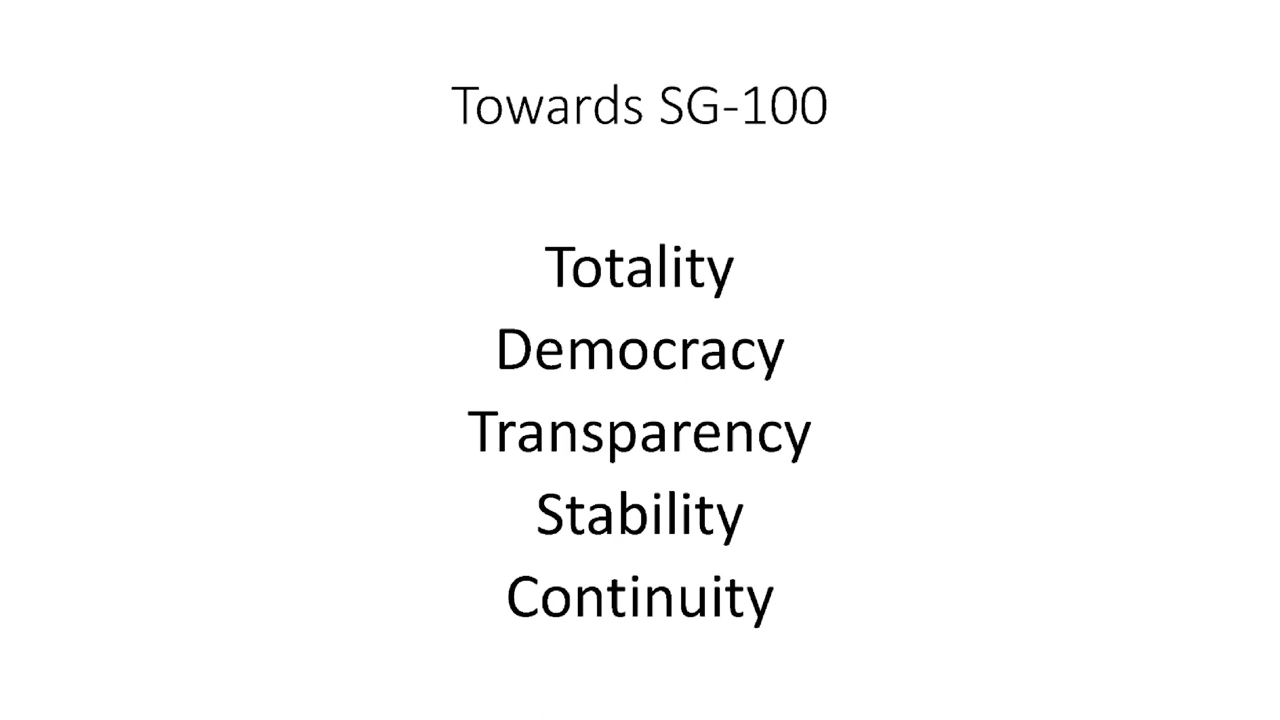 Towards SG-100
Totality
Democracy
Transparency
Stability
Continuity